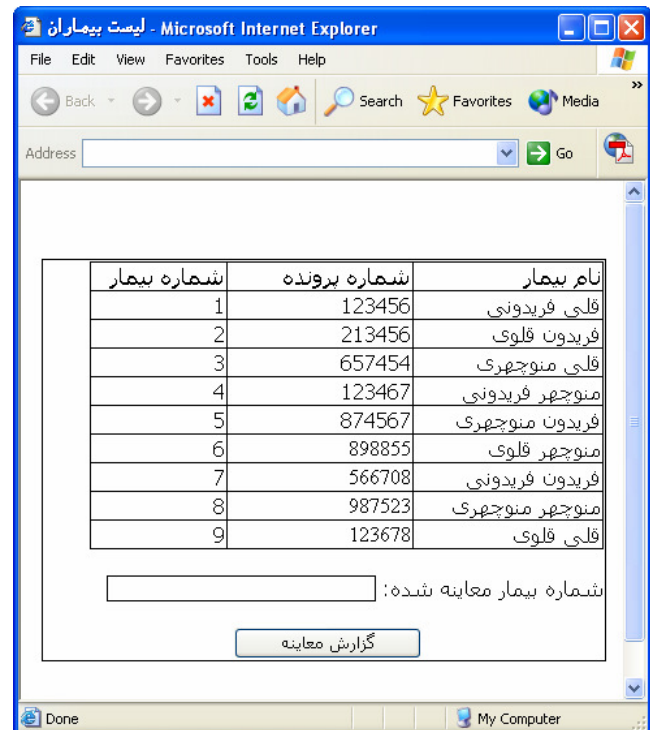 لیست بیماران - Microsoft Internet Explorer
File Edit View Favorites Tools Help
Back Search Favorites Media »
Address Go
نام بیمار شماره پرونده شماره بیمار
قلی فریدونی 123456 1
فریدون قلوی 213456 2
قلی منوچهری 657454 3
منوچهر فریدونی 123467 4
فریدون منوچهری 874567 5
منوچهر قلوی 898855 6
فریدون فریدونی 566708 7
منوچهر منوچهری 987523 8
قلی قلوی 123678 9
شماره بیمار معاینه شده:
گزارش معاینه
Done My Computer